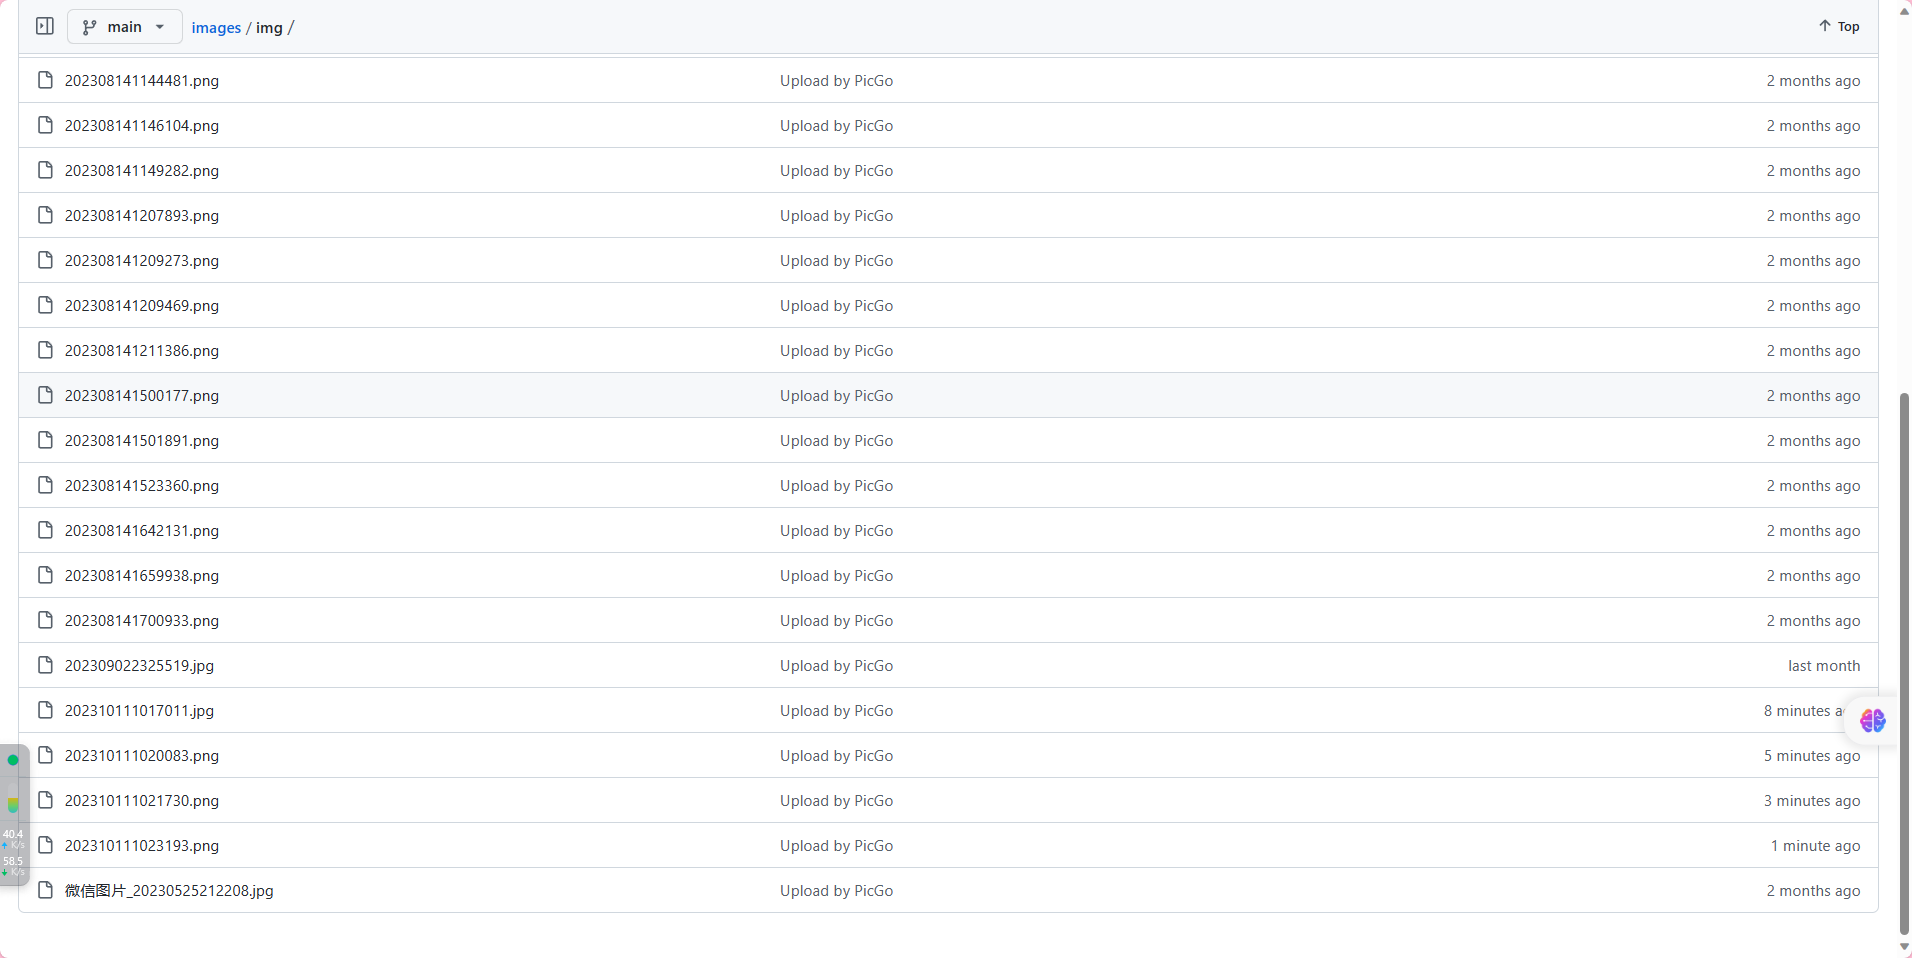 main images / img / Top
202308141144481.png Upload by PicGo 2 months ago
202308141146104.png Upload by PicGo 2 months ago
202308141149282.png Upload by PicGo 2 months ago
202308141207893.png Upload by PicGo 2 months ago
202308141209273.png Upload by PicGo 2 months ago
202308141209469.png Upload by PicGo 2 months ago
202308141211386.png Upload by PicGo 2 months ago
202308141500177.png Upload by PicGo 2 months ago
202308141501891.png Upload by PicGo 2 months ago
202308141523360.png Upload by PicGo 2 months ago
202308141642131.png Upload by PicGo 2 months ago
202308141659938.png Upload by PicGo 2 months ago
202308141700933.png Upload by PicGo 2 months ago
202309022325519.jpg Upload by PicGo last month
202310111017011.jpg Upload by PicGo 8 minutes a
202310111020083.png Upload by PicGo 5 minutes ago
202310111021730.png Upload by PicGo 3 minutes ago
40.4
K/s
202310111023193.png Upload by PicGo 1 minute ago
58.5
K/s
微信图片_20230525212208.jpg Upload by PicGo 2 months ago